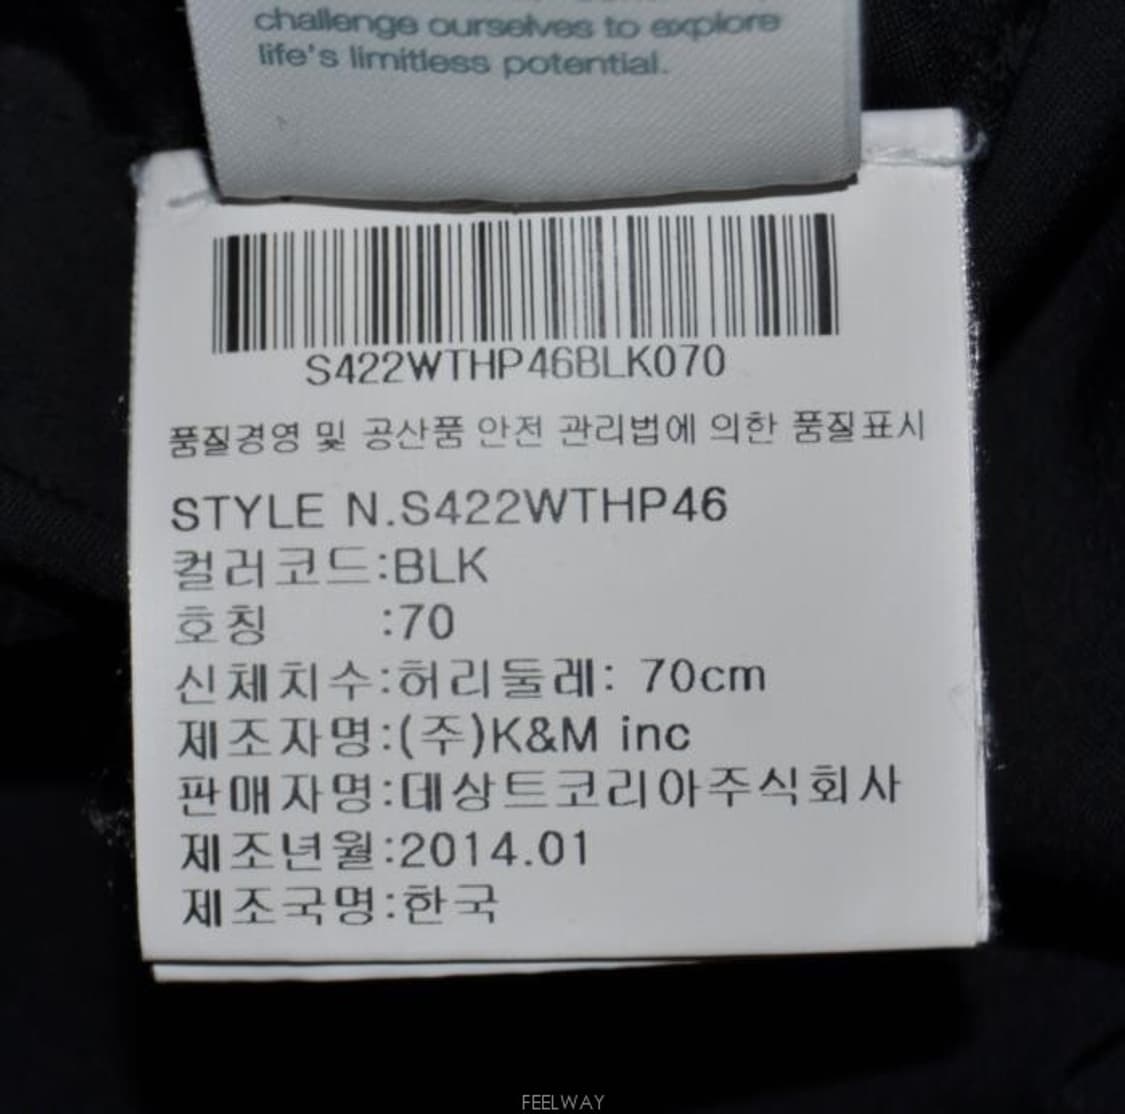 challenge ourselves to explore
life's limitless potential.
S422WTHP46BLK070
품질경영 및 공산품 안전 관리법에 의한 품질표시
STYLE N.S422WTHP46
컬러코드:BLK
호칭 :70
신체치수:허리둘레: 70cm
제조자명:(주)K&M inc
판매자명:데상트코리아주식회사
제조년월:2014.01
제조국명:한국
FEELWAY